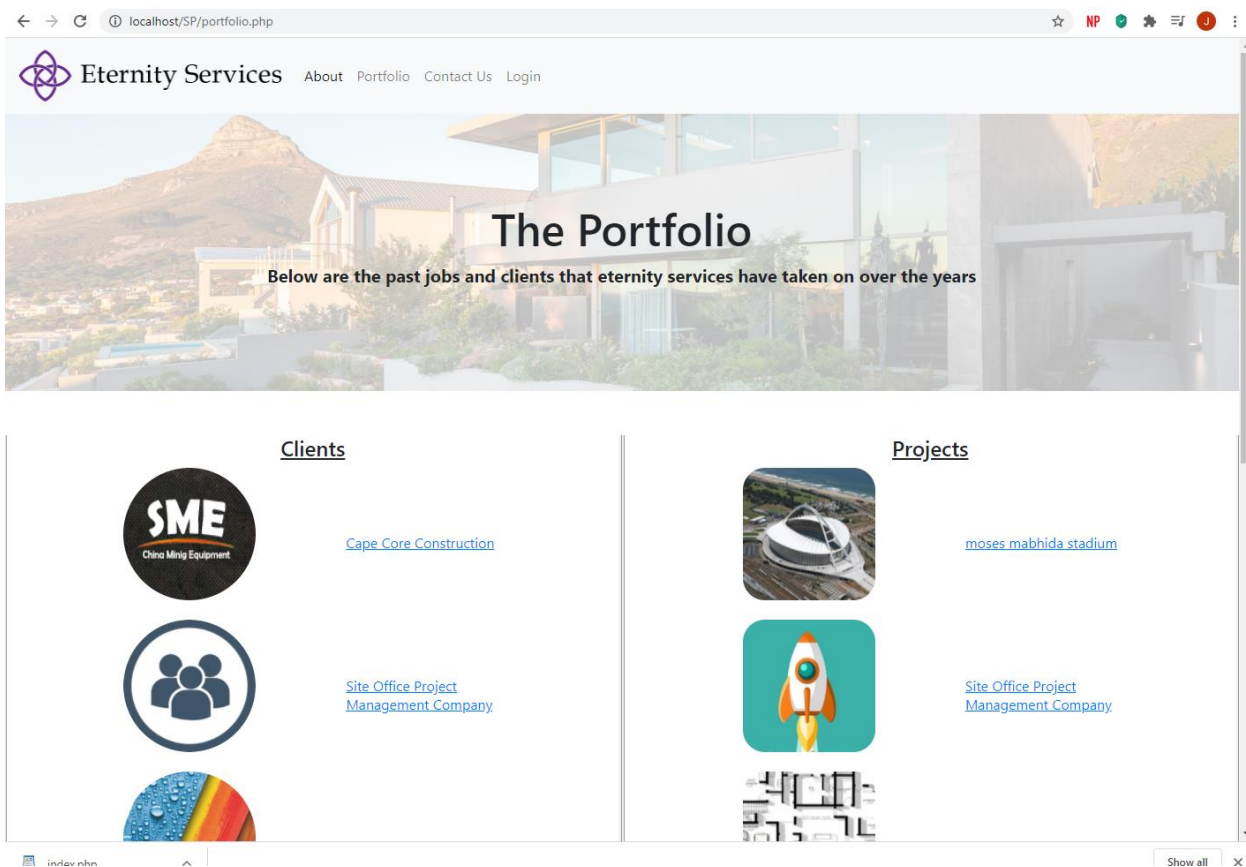 localhost/SP/portfolio.php
NP
J
Eternity Services About Portfolio Contact Us Login
The Portfolio
Below are the past jobs and clients that eternity services have taken on over the years
Clients
SME
China Minig Equipment
Cape Core Construction
Site Office Project
Management Company
Projects
moses mabhida stadium
Site Office Project
Management Company
index.php
Show all